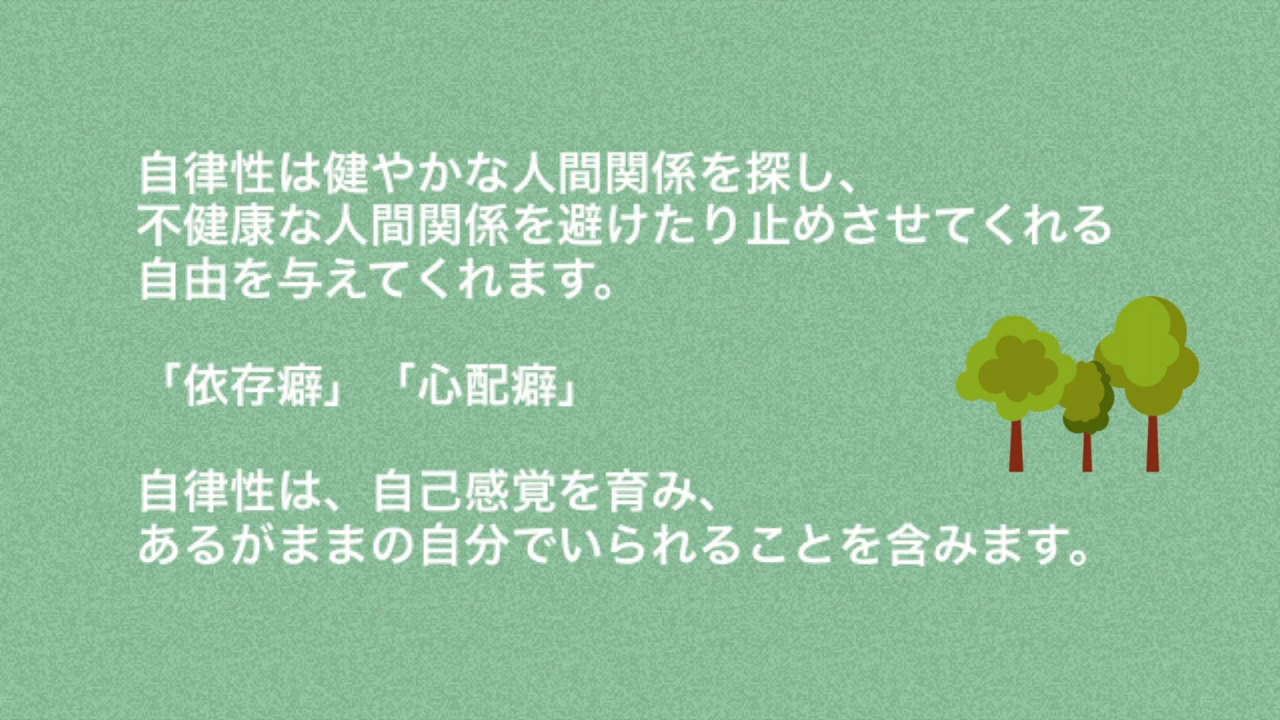 自律性は健やかな人間関係を探し、
不健康な人間関係を避けたり止めさせてくれる
自由を与えてくれます。
「依存癖」 「心配癖」
自律性は、自己感覚を育み、
あるがままの自分でいられることを含みます。